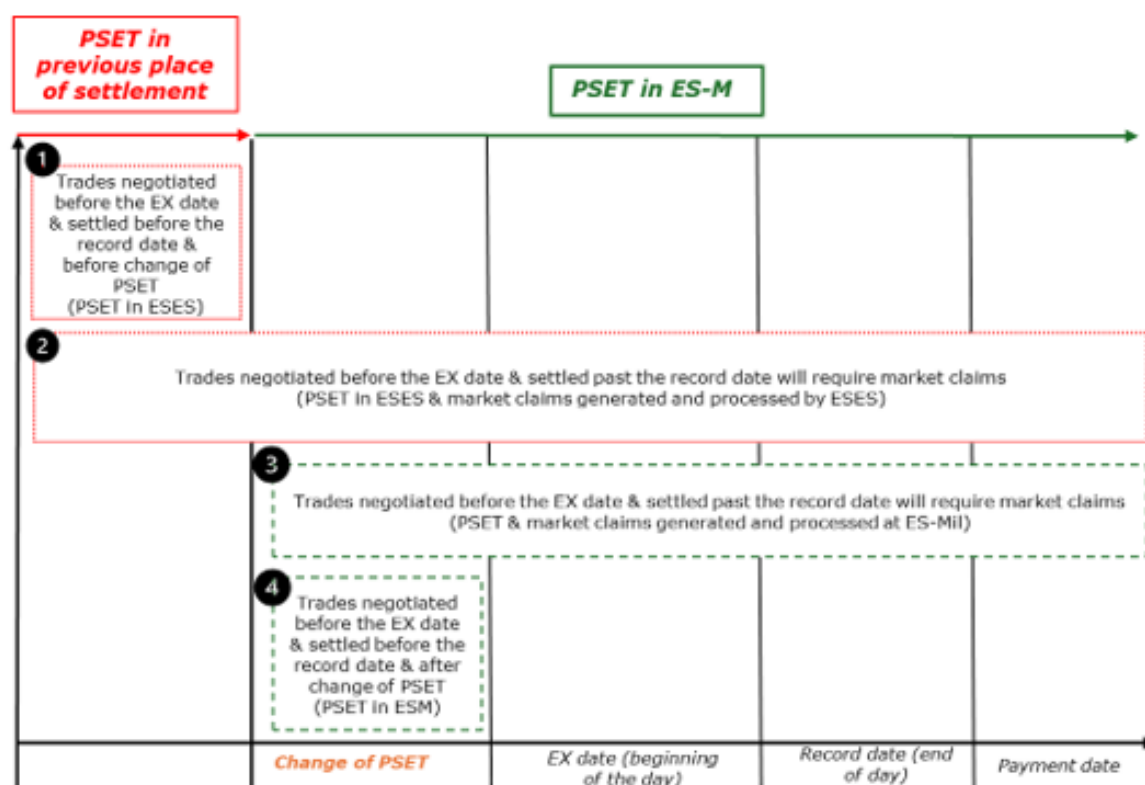 PSET in
previous place
of settlement
PSET in ES-M
1
Trades negotiated
before the EX date
& settled before the
record date &
before change of
PSET
(PSET in ESES)
2
Trades negotiated before the EX date & settled past the record date will require market claims
(PSET in ESES & market claims generated and processed by ESES)
3
Trades negotiated before the EX date & settled past the record date will require market claims
(PSET & market claims generated and processed at ES-Mil)
4
Trades negotiated
before the EX date
& settled before the
record date & after
change of PSET
(PSET in ESM)
Change of PSET
EX date (beginning
of the day)
Record date (end
of day)
Payment date